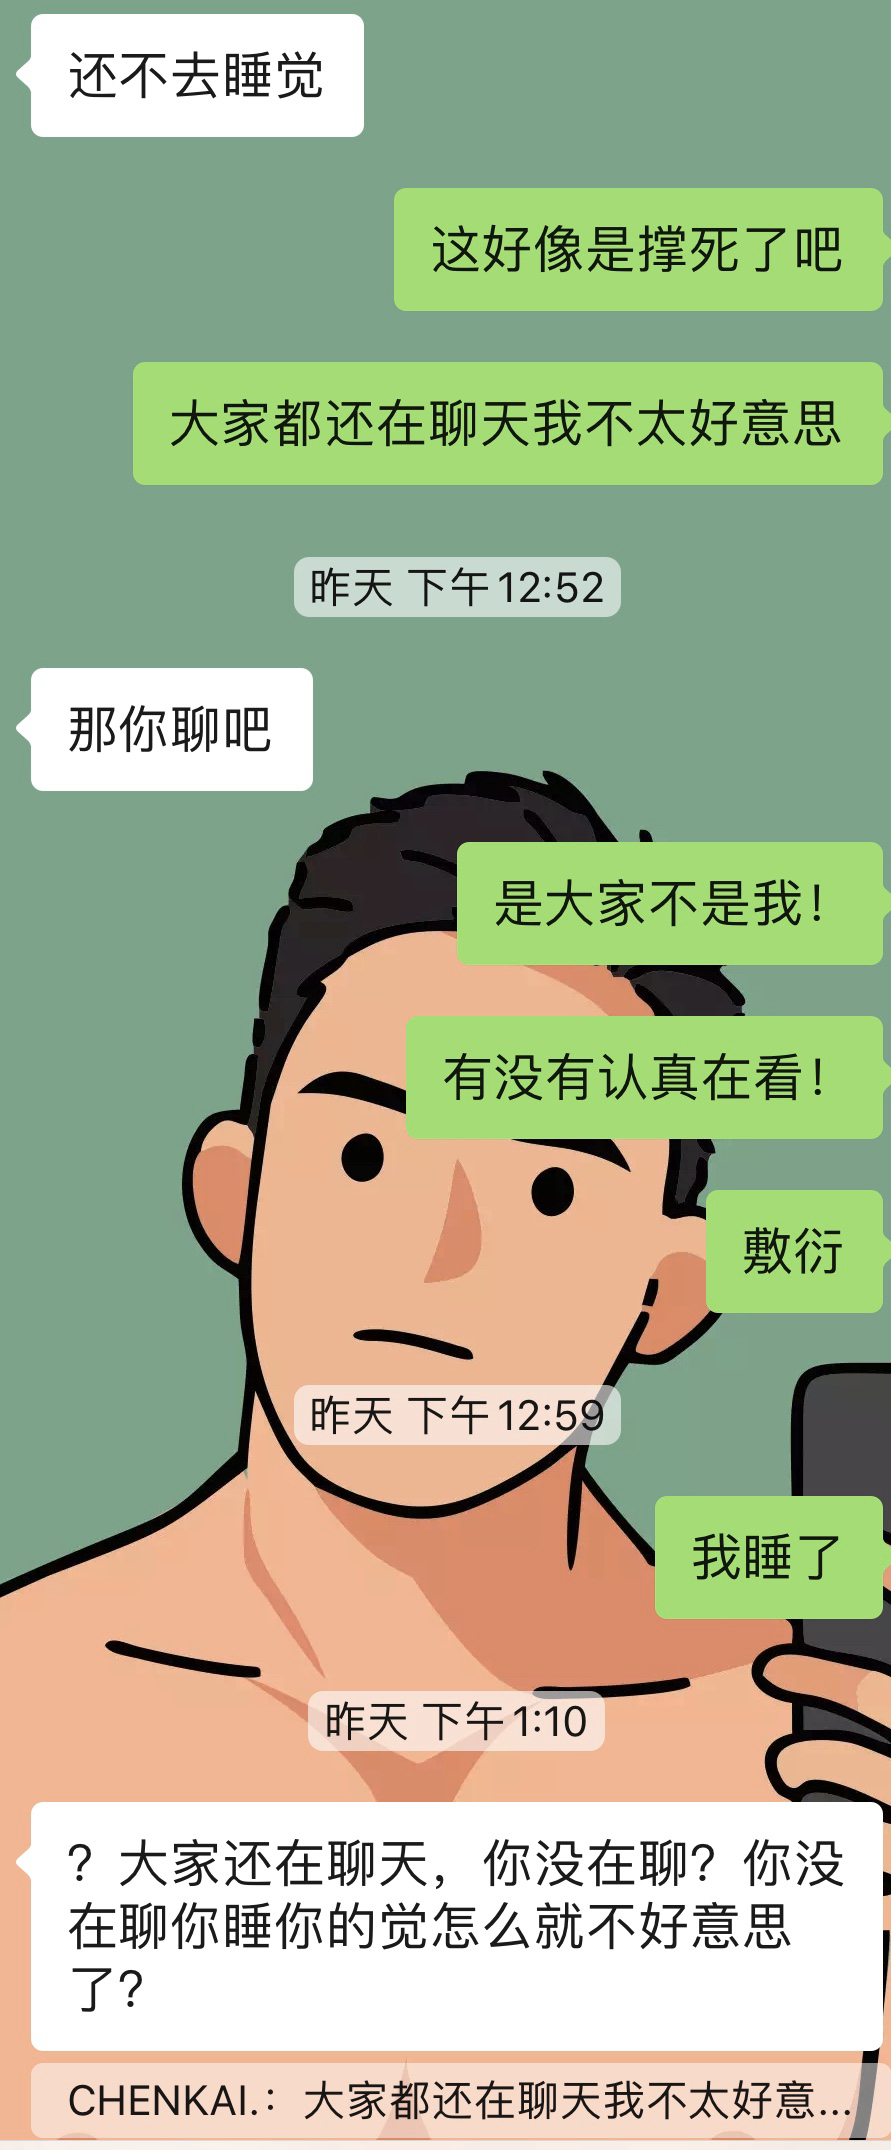 还不去睡觉
这好像是撑死了吧
大家都还在聊天我不太好意思
昨天 下午12:52
那你聊吧
是大家不是我！
有没有认真在看！
敷衍
昨天 下午12:59
我睡了
昨天 下午1:10
？大家还在聊天，你没在聊？你没
在聊你睡你的觉怎么就不好意思
了？
CHENKAI.：大家都还在聊天我不太好意...